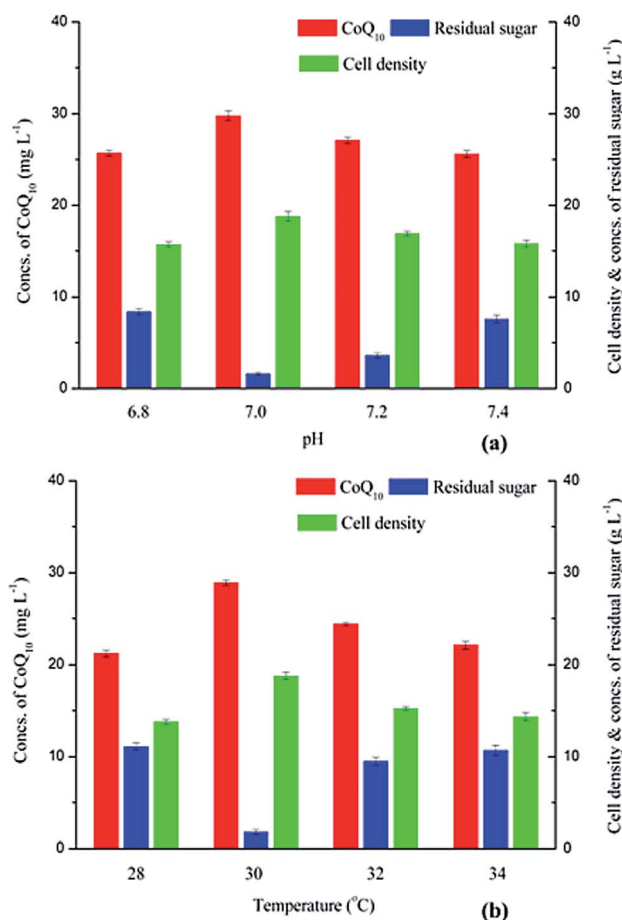 CoQ10 Residual sugar
Cell density
Concs. of CoQ10 (mg L-1)
40
30
20
10
0
40
30
20
10
0
Cell density & concs. of residual sugar (g L-1)
6.8 7.0 7.2 7.4
pH (a)
CoQ10 Residual sugar
Cell density
Concs. of CoQ10 (mg L-1)
40
30
20
10
0
40
30
20
10
0
Cell density & concs. of residual sugar (g L-1)
28 30 32 34
Temperature (oC) (b)